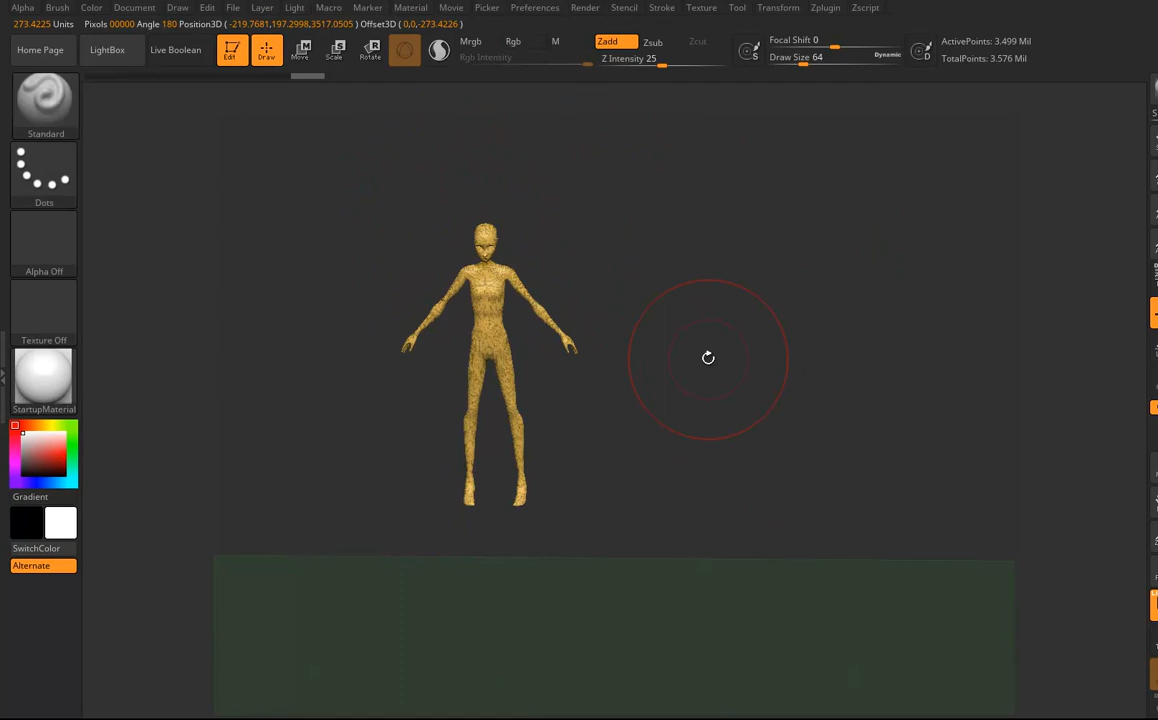 Alpha Brush Color Document Draw Edit File Layer Light Macro Marker Material Movie Picker Preferences Render Stencil Stroke Texture Tool Transform Zplugin Zscript
273.4225 Units Pixols 00000 Angle 180 Position3D ( -219.7681,197.2998,3517.0505 ) Offset3D ( 0,0,-273.4226 )
Home Page LightBox Live Boolean Edit Draw Move Scale Rotate
Mrgb Rgb M Zadd Zsub Zcut
Rgb Intensity Z Intensity 25
Focal Shift 0
Draw Size 64 Dynamic
ActivePoints: 3.499 Mil
TotalPoints: 3.576 Mil
Standard
Dots
Alpha Off
Texture Off
StartupMaterial
Gradient
SwitchColor
Alternate